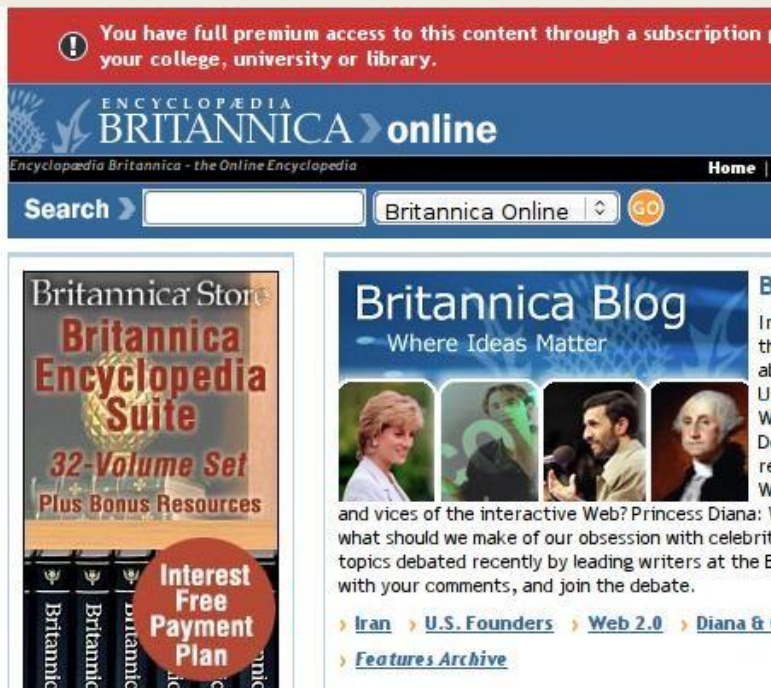 You have full premium access to this content through a subscription
your college, university or library.
ENCYCLOPÆDIA
BRITANNICA online
Encyclopædia Britannica - the Online Encyclopedia
Home |
Search
Britannica Online
GO
Britannica Store
Britannica
Encyclopedia
Suite
32-Volume Set
Plus Bonus Resources
Interest
Free
Payment
Plan
Britannic
Britannic
Britannica Blog
Where Ideas Matter
and vices of the interactive Web? Princess Diana:
what should we make of our obsession with
topics debated recently by leading writers at the
with your comments, and join the debate.
Iran
U.S. Founders
Web 2.0
Diana &
Features Archive